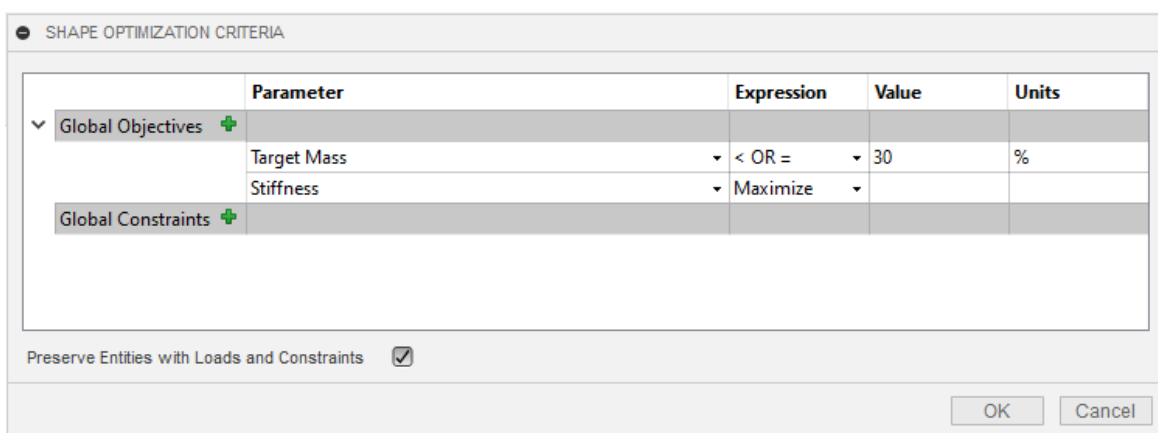 SHAPE OPTIMIZATION CRITERIA
Parameter Expression Value Units
Global Objectives
Target Mass < OR = 30 %
Stiffness Maximize
Global Constraints
Preserve Entities with Loads and Constraints
OK Cancel